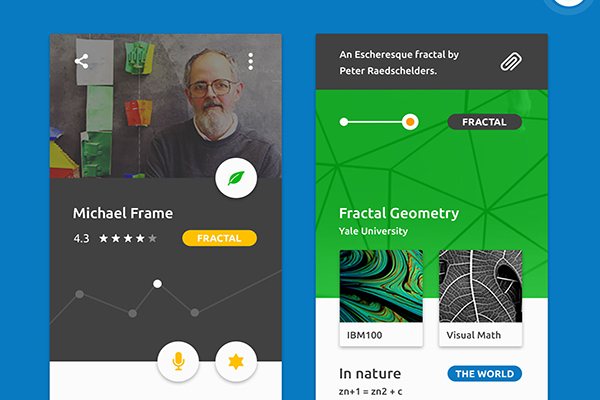 Michael Frame
4.3
FRACTAL
An Escheresque fractal by
Peter Raedschelders.
FRACTAL
Fractal Geometry
Yale University
IBM100
Visual Math
In nature
THE WORLD
zn+1 = zn2 + c